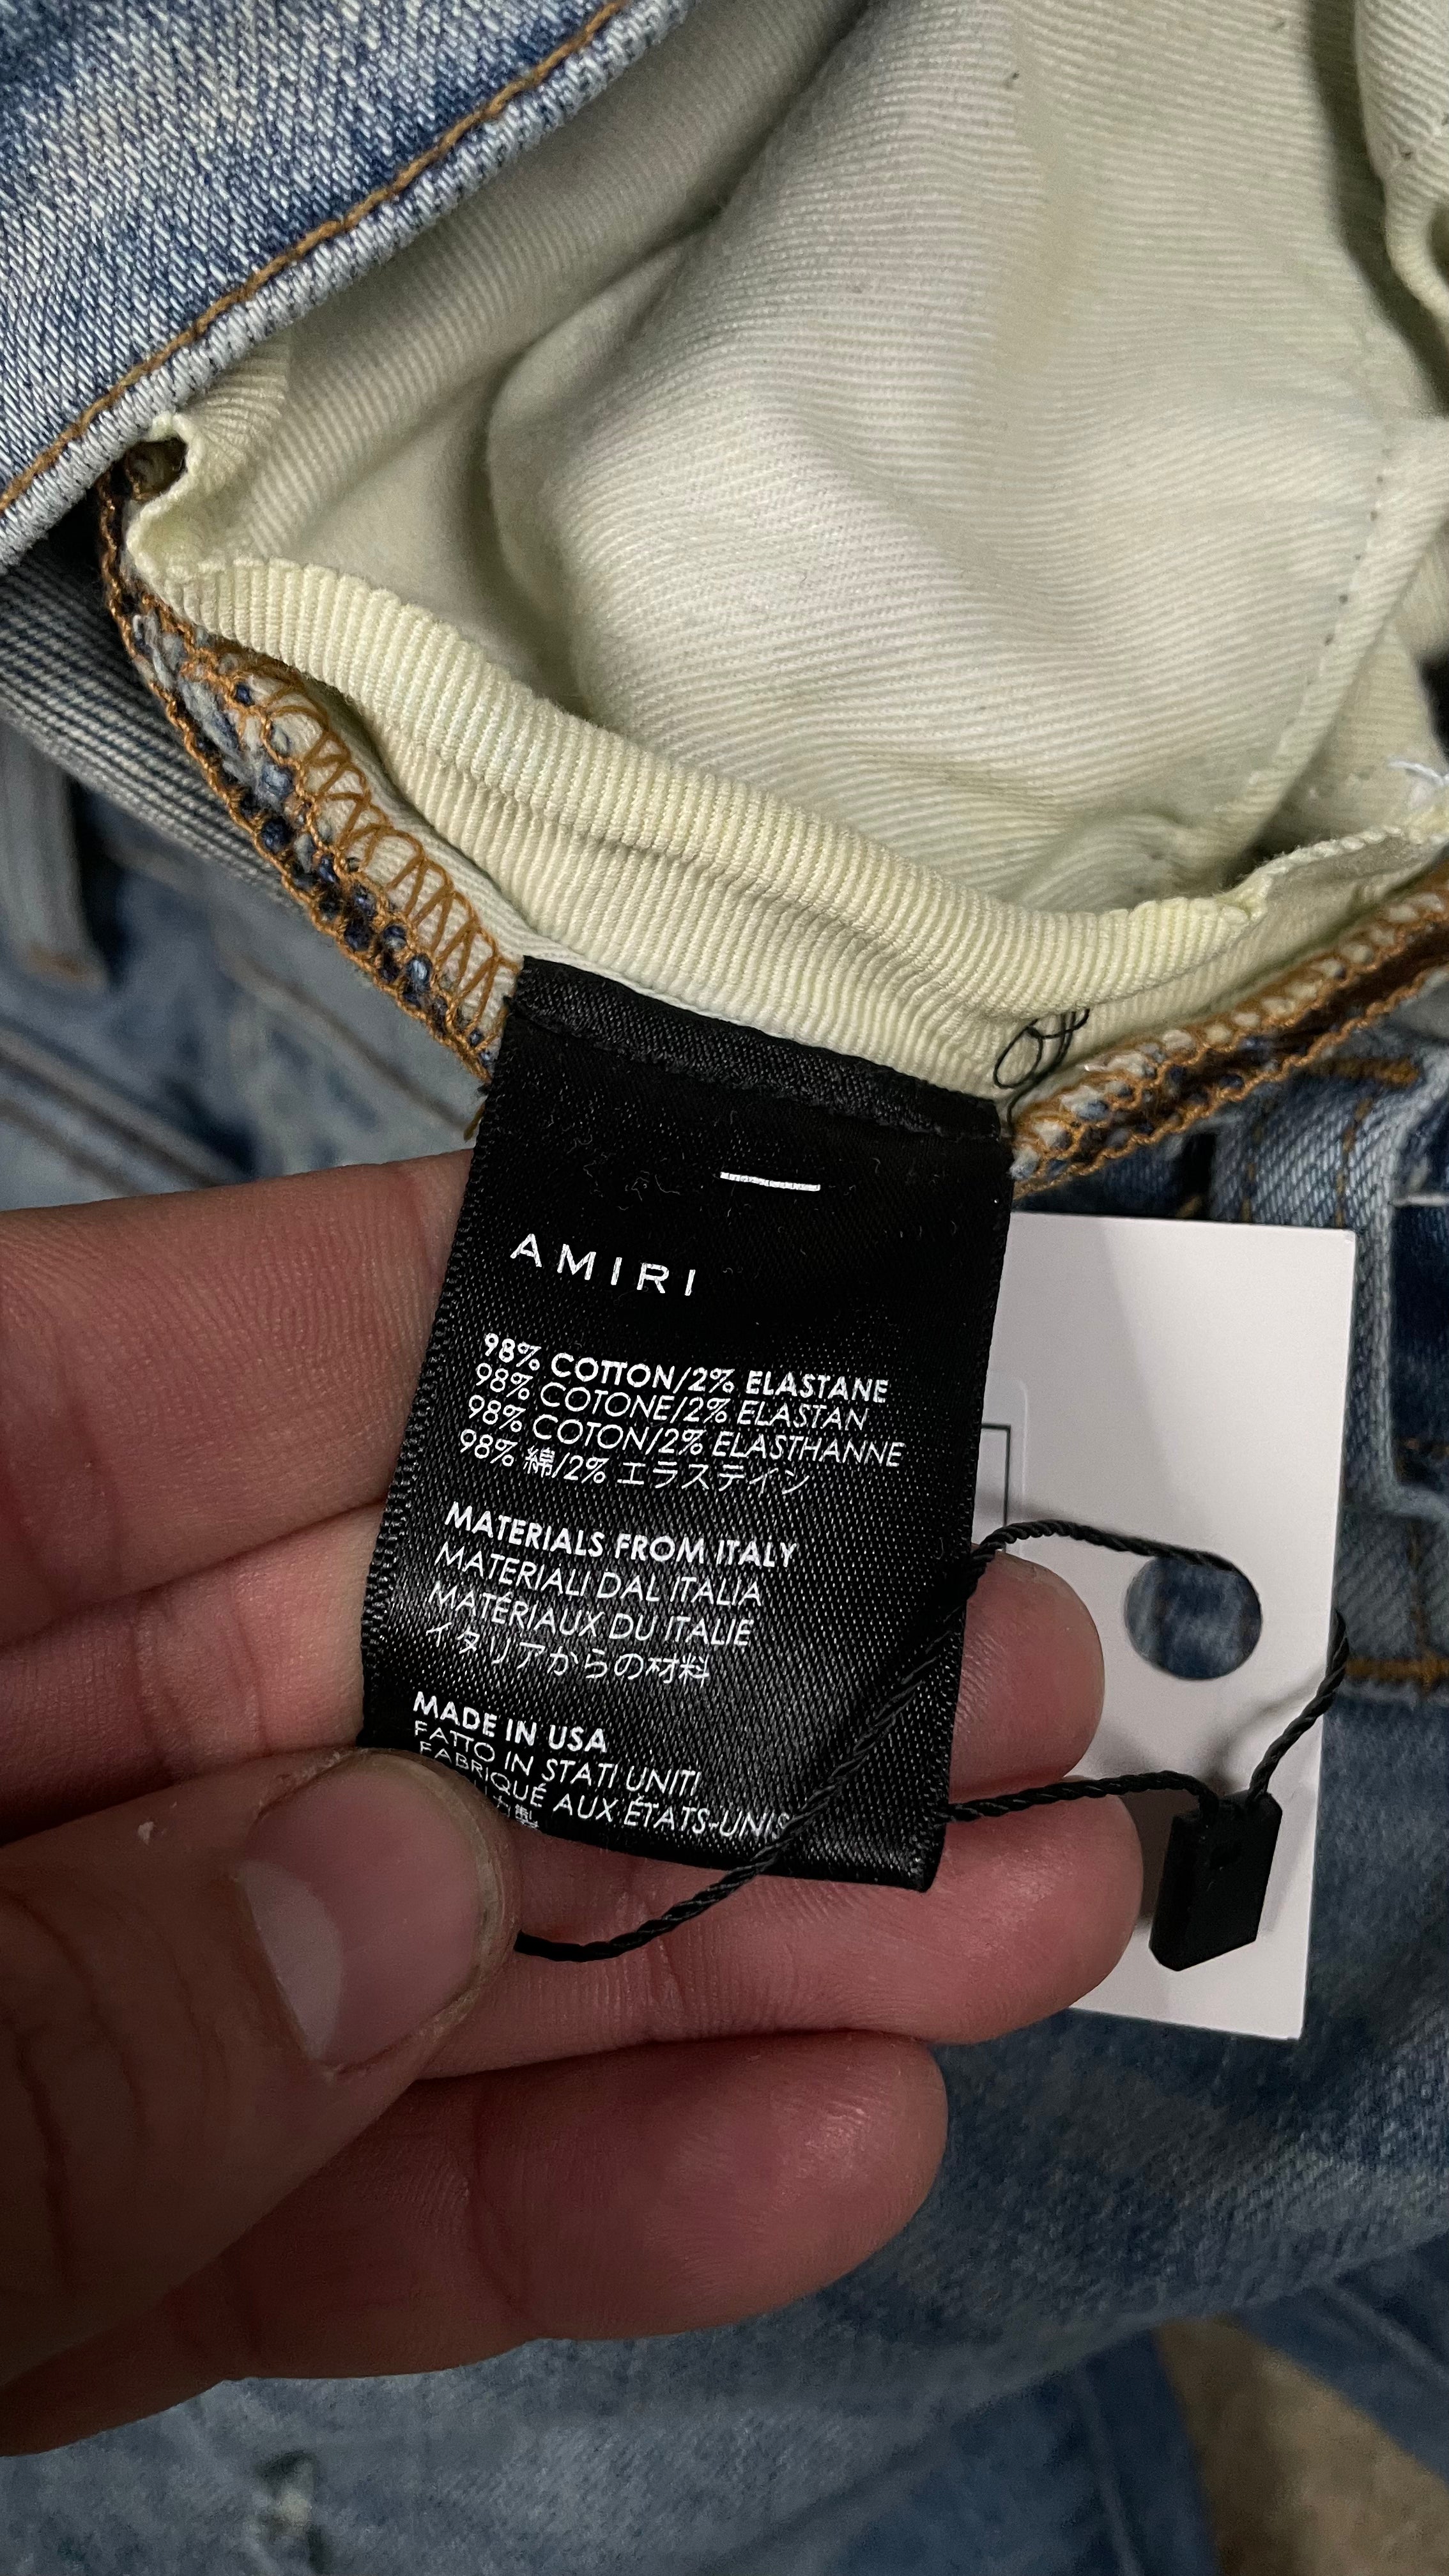 AMIRI
98% COTTON/2% ELASTANE
98% COTONE/2% ELASTAN
98% COTON/2% ELASTHANNE
98% 綿/2% エラステイン
MATERIALS FROM ITALY
MATERIALI DAL ITALIA
MATÉRIAUX DU ITALIE
イタリアからの材料
MADE IN USA
FATTO IN STATI UNITI
FABRIQUÉ AUX ÉTATS-UNIS